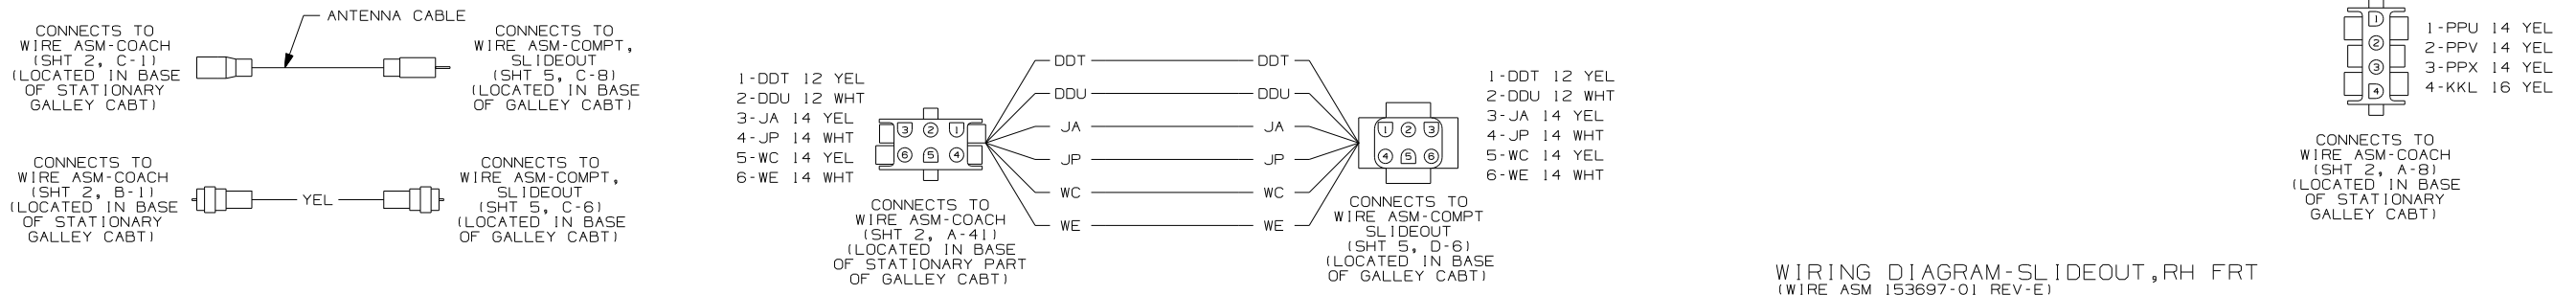 ANTENNA CABLE
CONNECTS TO
WIRE ASM-COACH
(SHT 2, C-1)
(LOCATED IN BASE
OF STATIONARY
GALLEY CABT)
CONNECTS TO
WIRE ASM-COMPT,
SLIDEOUT
(SHT 5, C-8)
(LOCATED IN BASE
OF GALLEY CABT)
CONNECTS TO
WIRE ASM-COACH
(SHT 2, B-1)
(LOCATED IN BASE
OF STATIONARY
GALLEY CABT)
YEL
CONNECTS TO
WIRE ASM-COMPT,
SLIDEOUT
(SHT 5, C-6)
(LOCATED IN BASE
OF GALLEY CABT)
1-DDT 12 YEL
2-DDU 12 WHT
3-JA 14 YEL
4-JP 14 WHT
5-WC 14 YEL
6-WE 14 WHT
3 2 1
6 5 4
CONNECTS TO
WIRE ASM-COACH
(SHT 2, A-41)
(LOCATED IN BASE
OF STATIONARY PART
OF GALLEY CABT)
DDT DDT
DDU DDU
JA JA
JP JP
WC WC
WE WE
1 2 3
4 5 6
1-DDT 12 YEL
2-DDU 12 WHT
3-JA 14 YEL
4-JP 14 WHT
5-WC 14 YEL
6-WE 14 WHT
CONNECTS TO
WIRE ASM-COMPT
SLIDEOUT
(SHT 5, D-6)
(LOCATED IN BASE
OF GALLEY CABT)
1
2
3
4
1-PPU 14 YEL
2-PPV 14 YEL
3-PPX 14 YEL
4-KKL 16 YEL
CONNECTS TO
WIRE ASM-COACH
(SHT 2, A-8)
(LOCATED IN BASE
OF STATIONARY
GALLEY CABT)
WIRING DIAGRAM-SLIDEOUT,RH FRT
(WIRE ASM 153697-01 REV-E)